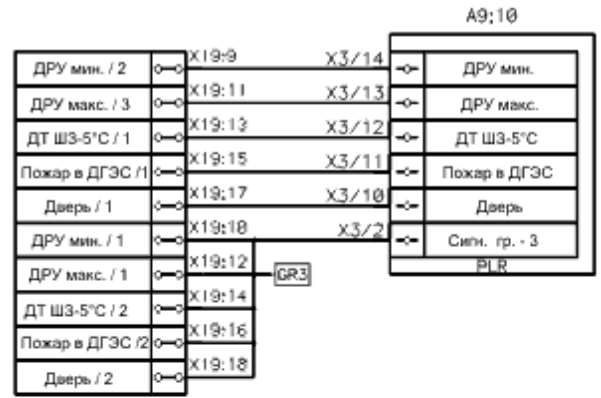 A9;10
ДРУ мин. / 2 X19:9 X3/14 ДРУ мин.
ДРУ макс. / 3 X19:11 X3/13 ДРУ макс.
ДТ ШЗ-5°С / 1 X19:13 X3/12 ДТ ШЗ-5°С
Пожар в ДГЭС /1 X19:15 X3/11 Пожар в ДГЭС
Дверь / 1 X19:17 X3/10 Дверь
ДРУ мин. / 1 X19:10 X3/2 Сигн. гр. - 3
ДРУ макс. / 1 X19:12 GR3 PLR
ДТ ШЗ-5°С / 2 X19:14
Пожар в ДГЭС /2 X19:16
Дверь / 2 X19:18